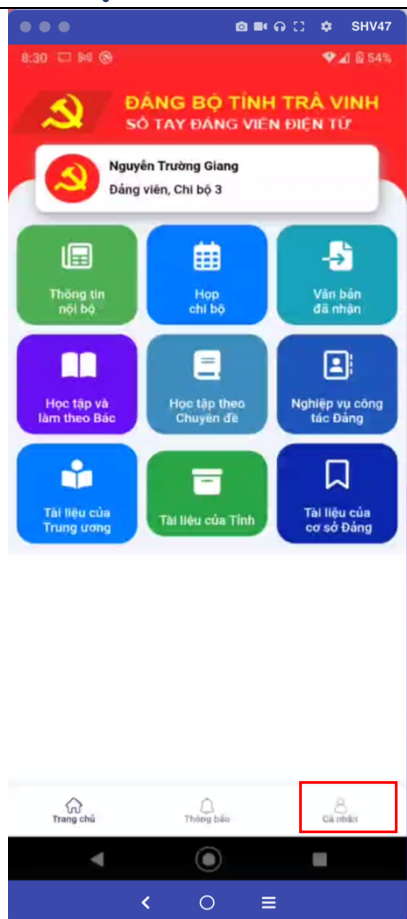 SHV47
8:30
54%
ĐẢNG BỘ TỈNH TRÀ VINH
SỔ TAY ĐẢNG VIÊN ĐIỆN TỬ
Nguyễn Trường Giang
Đảng viên, Chi bộ 3
Thông tin
nội bộ
Họp
chi bộ
Văn bản
đã nhận
Học tập và
làm theo Bác
Học tập theo
Chuyên đề
Nghiệp vụ công
tác Đảng
Tài liệu của
Trung ương
Tài liệu của Tỉnh
Tài liệu của
cơ sở Đảng
Trang chủ
Thông báo
Cá nhân